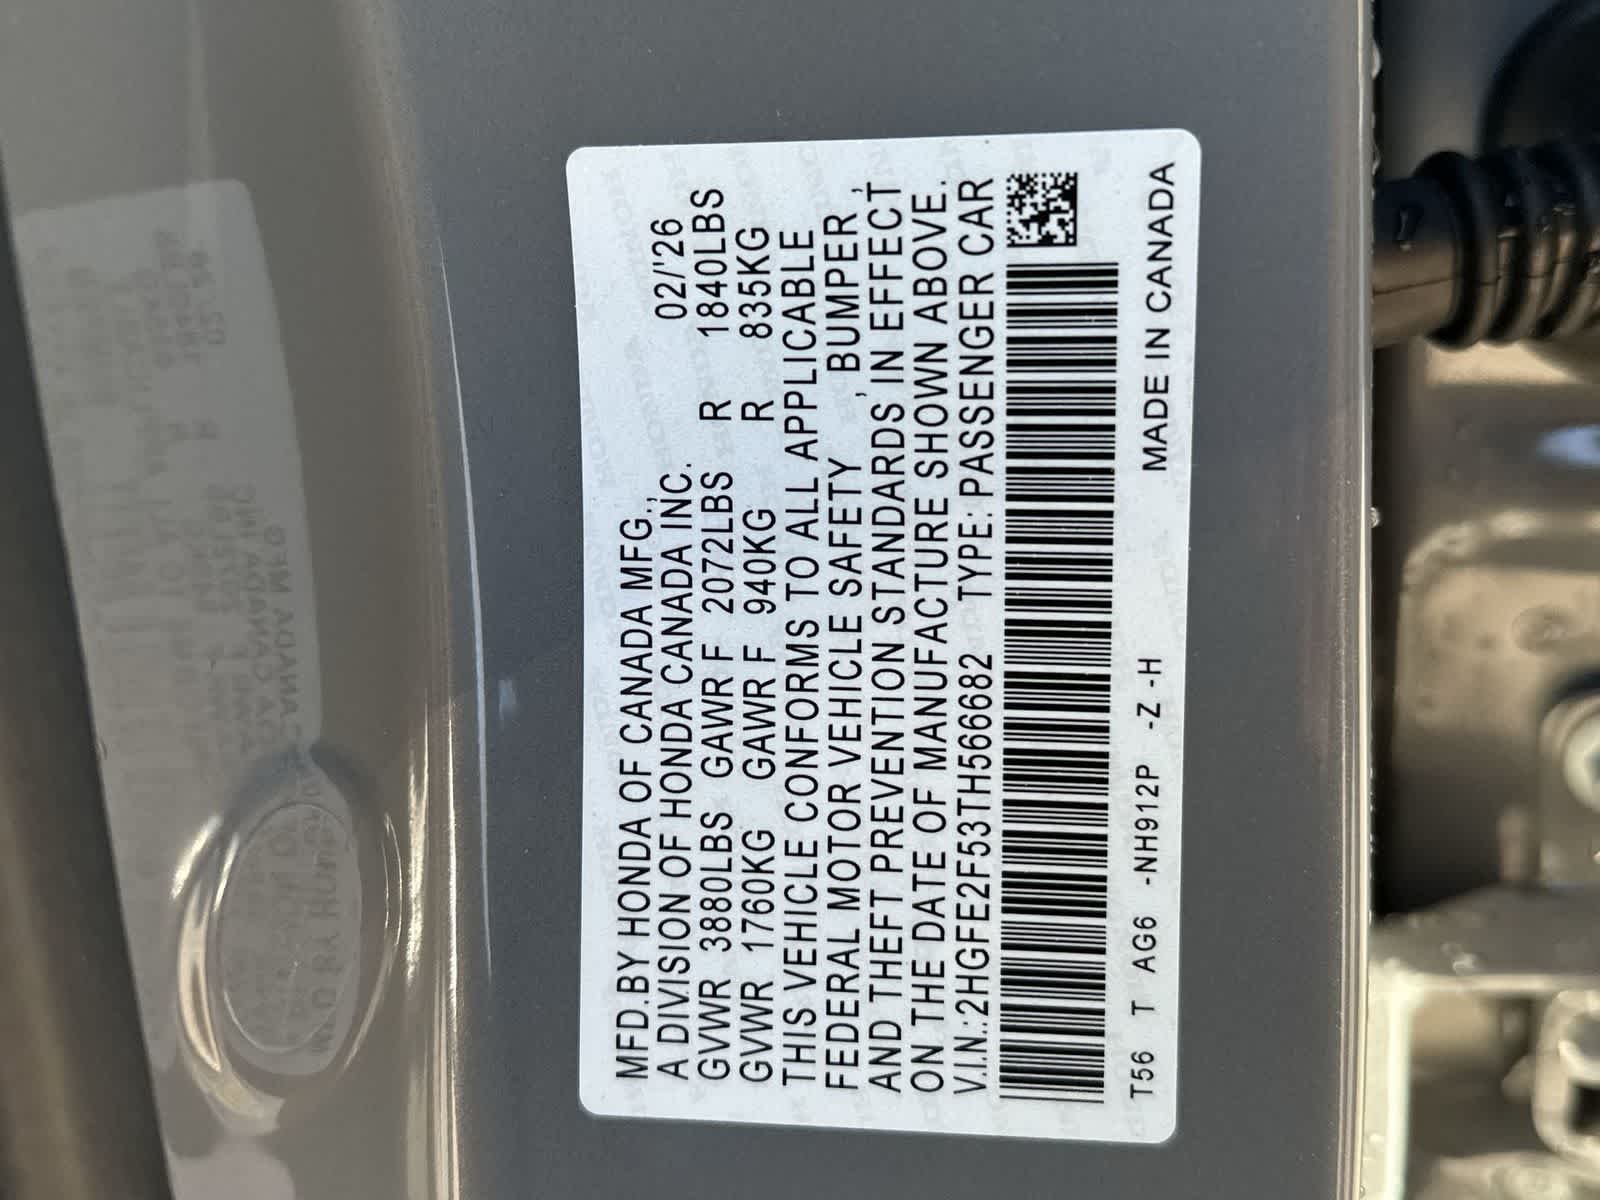 MFD.BY HONDA OF CANADA MFG.,
A DIVISION OF HONDA CANADA INC. 02/'26
GVWR 3880LBS GAWR F 2072LBS R 1840LBS
GVWR 1760KG GAWR F 940KG R 835KG
THIS VEHICLE CONFORMS TO ALL APPLICABLE
FEDERAL MOTOR VEHICLE SAFETY , BUMPER ,
AND THEFT PREVENTION STANDARDS IN EFFECT
ON THE DATE OF MANUFACTURE SHOWN ABOVE.
V.I.N.:2HGFE2F53TH566682 TYPE: PASSENGER CAR
T56 T AG6 -NH912P -Z -H MADE IN CANADA